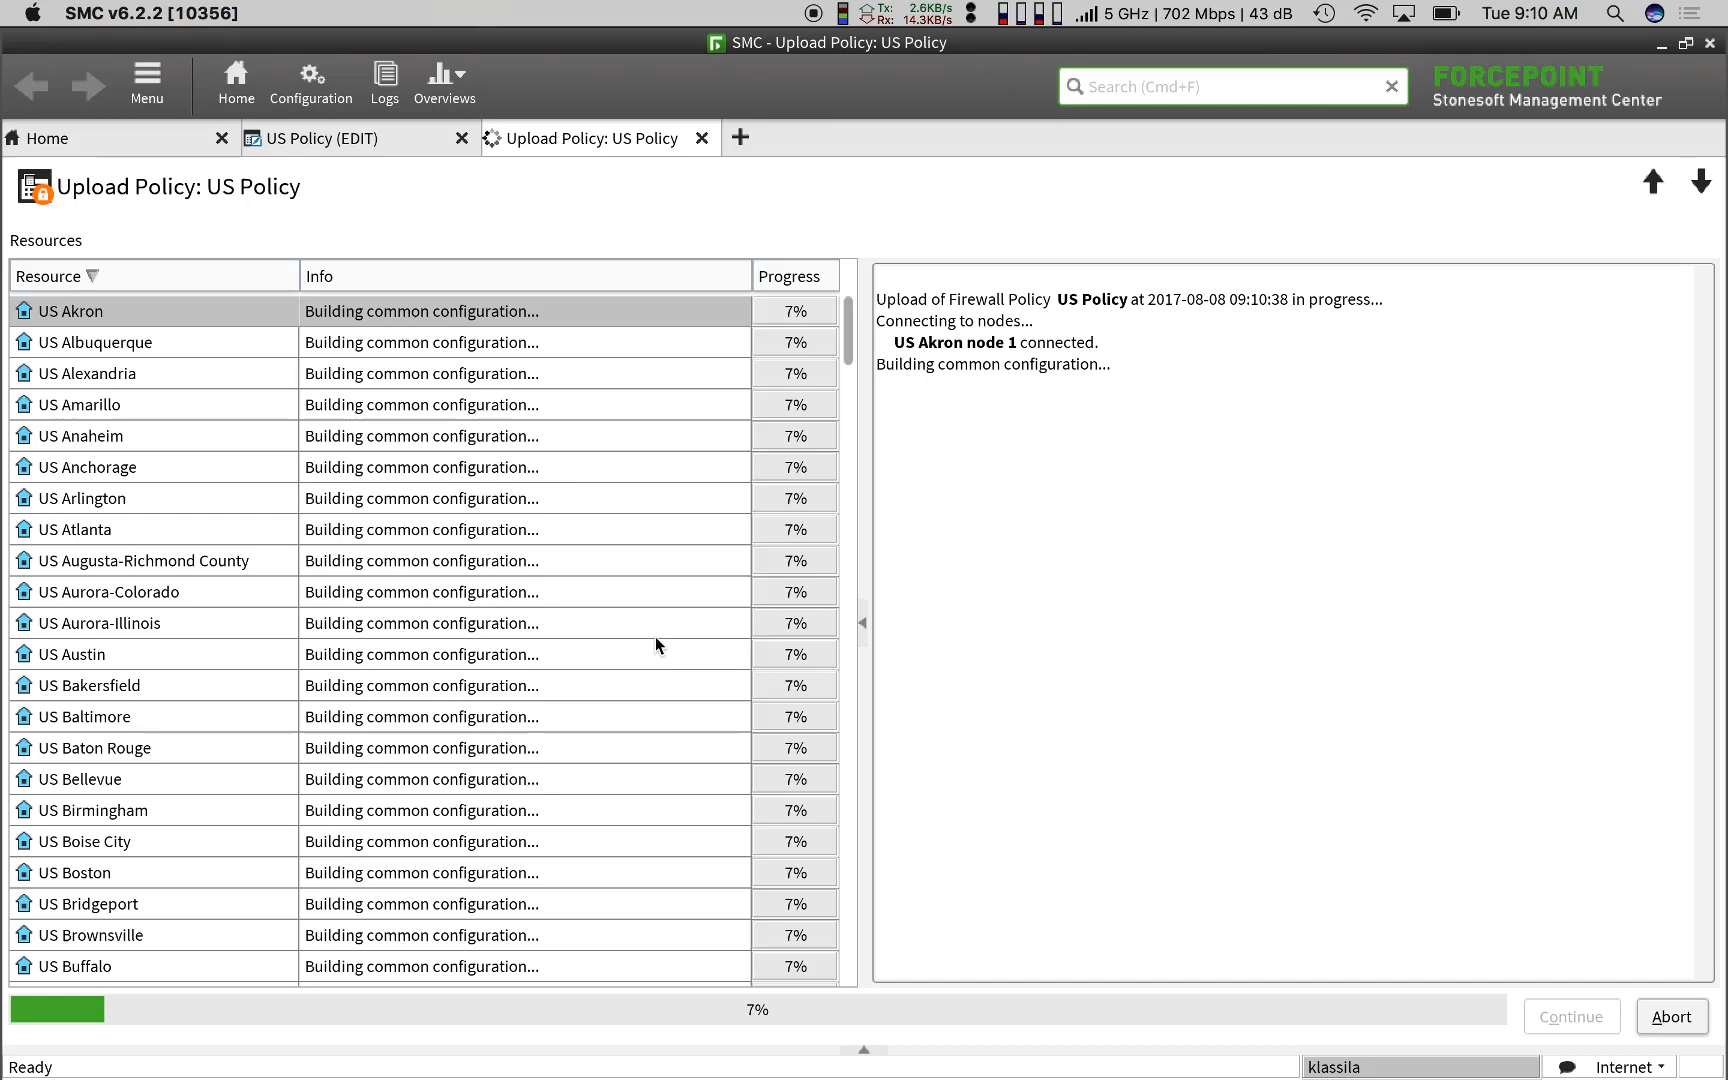 SMC v6.2.2 [10356]
Tx: 2.6KB/s
Rx: 14.3KB/s
5 GHz | 702 Mbps | 43 dB
Tue 9:10 AM
SMC - Upload Policy: US Policy
Menu
Home
Configuration
Logs
Overviews
Search (Cmd+F)
FORCEPOINT
Stonesoft Management Center
Home
US Policy (EDIT)
Upload Policy: US Policy
Upload Policy: US Policy
Resources
Resource Info Progress
US Akron Building common configuration... 7%
US Albuquerque Building common configuration... 7%
US Alexandria Building common configuration... 7%
US Amarillo Building common configuration... 7%
US Anaheim Building common configuration... 7%
US Anchorage Building common configuration... 7%
US Arlington Building common configuration... 7%
US Atlanta Building common configuration... 7%
US Augusta-Richmond County Building common configuration... 7%
US Aurora-Colorado Building common configuration... 7%
US Aurora-Illinois Building common configuration... 7%
US Austin Building common configuration... 7%
US Bakersfield Building common configuration... 7%
US Baltimore Building common configuration... 7%
US Baton Rouge Building common configuration... 7%
US Bellevue Building common configuration... 7%
US Birmingham Building common configuration... 7%
US Boise City Building common configuration... 7%
US Boston Building common configuration... 7%
US Bridgeport Building common configuration... 7%
US Brownsville Building common configuration... 7%
US Buffalo Building common configuration... 7%
Upload of Firewall Policy US Policy at 2017-08-08 09:10:38 in progress...
Connecting to nodes...
US Akron node 1 connected.
Building common configuration...
7%
Continue
Abort
Ready
klassila
Internet